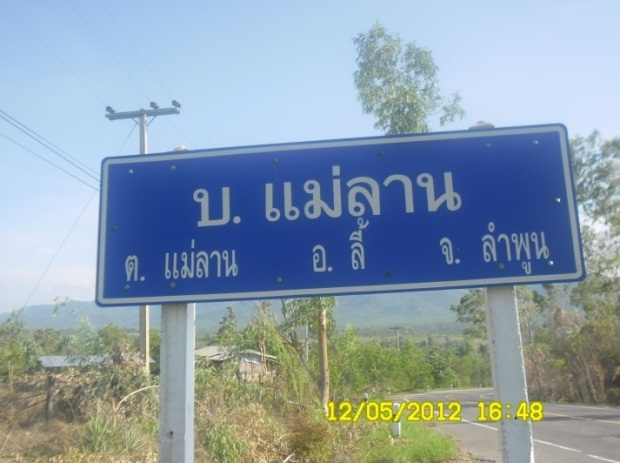 บ. แม่ลาน
ต. แม่ลาน อ. ลี้ จ. ลำพูน
12/05/2012 16:48